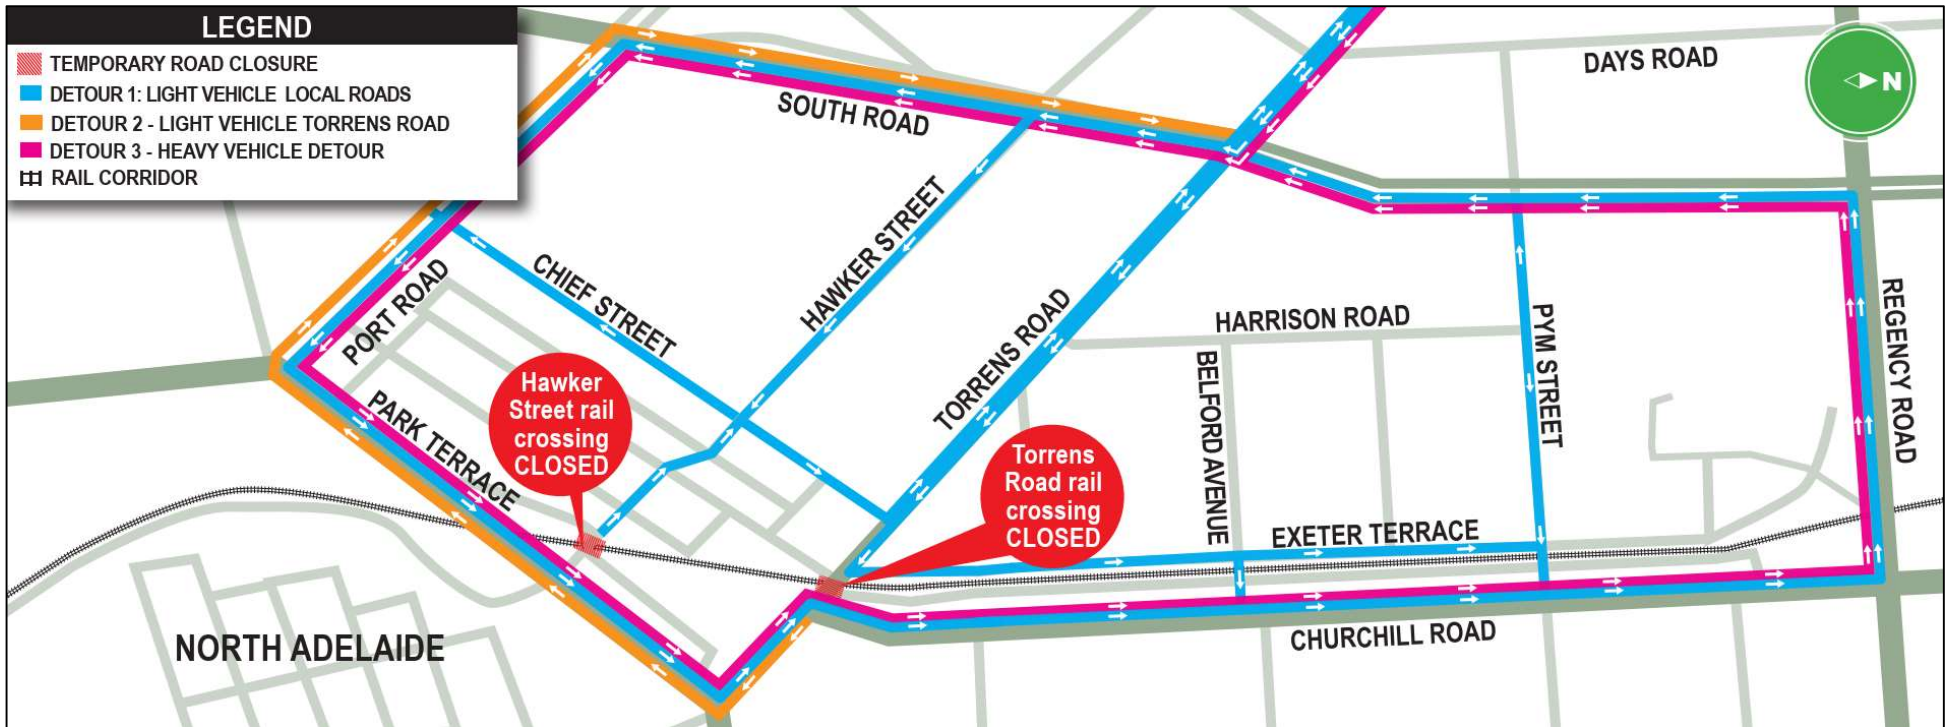 LEGEND
TEMPORARY ROAD CLOSURE
DETOUR 1: LIGHT VEHICLE LOCAL ROADS
DETOUR 2 - LIGHT VEHICLE TORRENS ROAD
DETOUR 3 - HEAVY VEHICLE DETOUR
RAIL CORRIDOR
DAYS ROAD
N
SOUTH ROAD
HAWKER STREET
CHIEF STREET
PORT ROAD
TORRENS ROAD
HARRISON ROAD
PYM STREET
REGENCY ROAD
BELFORD AVENUE
PARK TERRACE
Hawker
Street rail
crossing
CLOSED
Torrens
Road rail
crossing
CLOSED
EXETER TERRACE
CHURCHILL ROAD
NORTH ADELAIDE